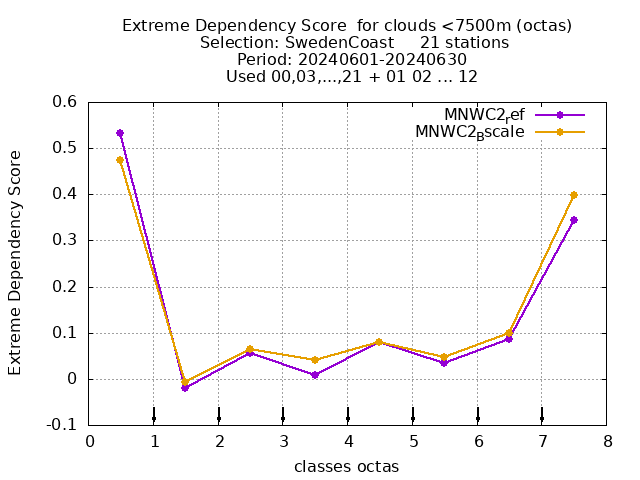 Extreme Dependency Score  for clouds <7500m (octas)
Selection: SwedenCoast     21 stations
Period: 20240601-20240630
Used 00,03,...,21 + 01 02 ... 12
MNWC2ref
MNWC2Bscale
Extreme Dependency Score
0.6
0.5
0.4
0.3
0.2
0.1
0
-0.1
0 1 2 3 4 5 6 7 8
classes octas